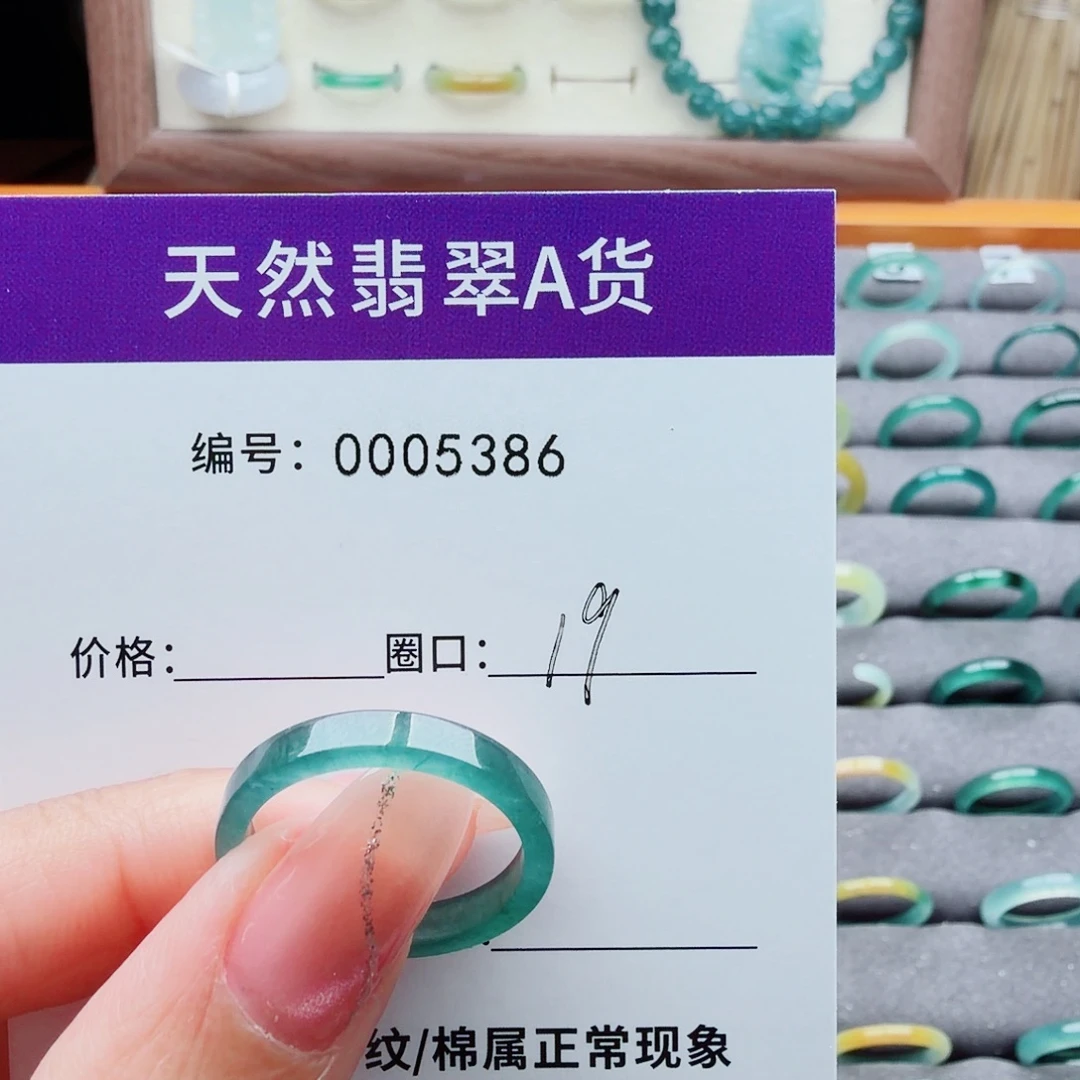 天然翡翠A货
编号：0005386
价格： 圈口：19
纹/棉属正常现象